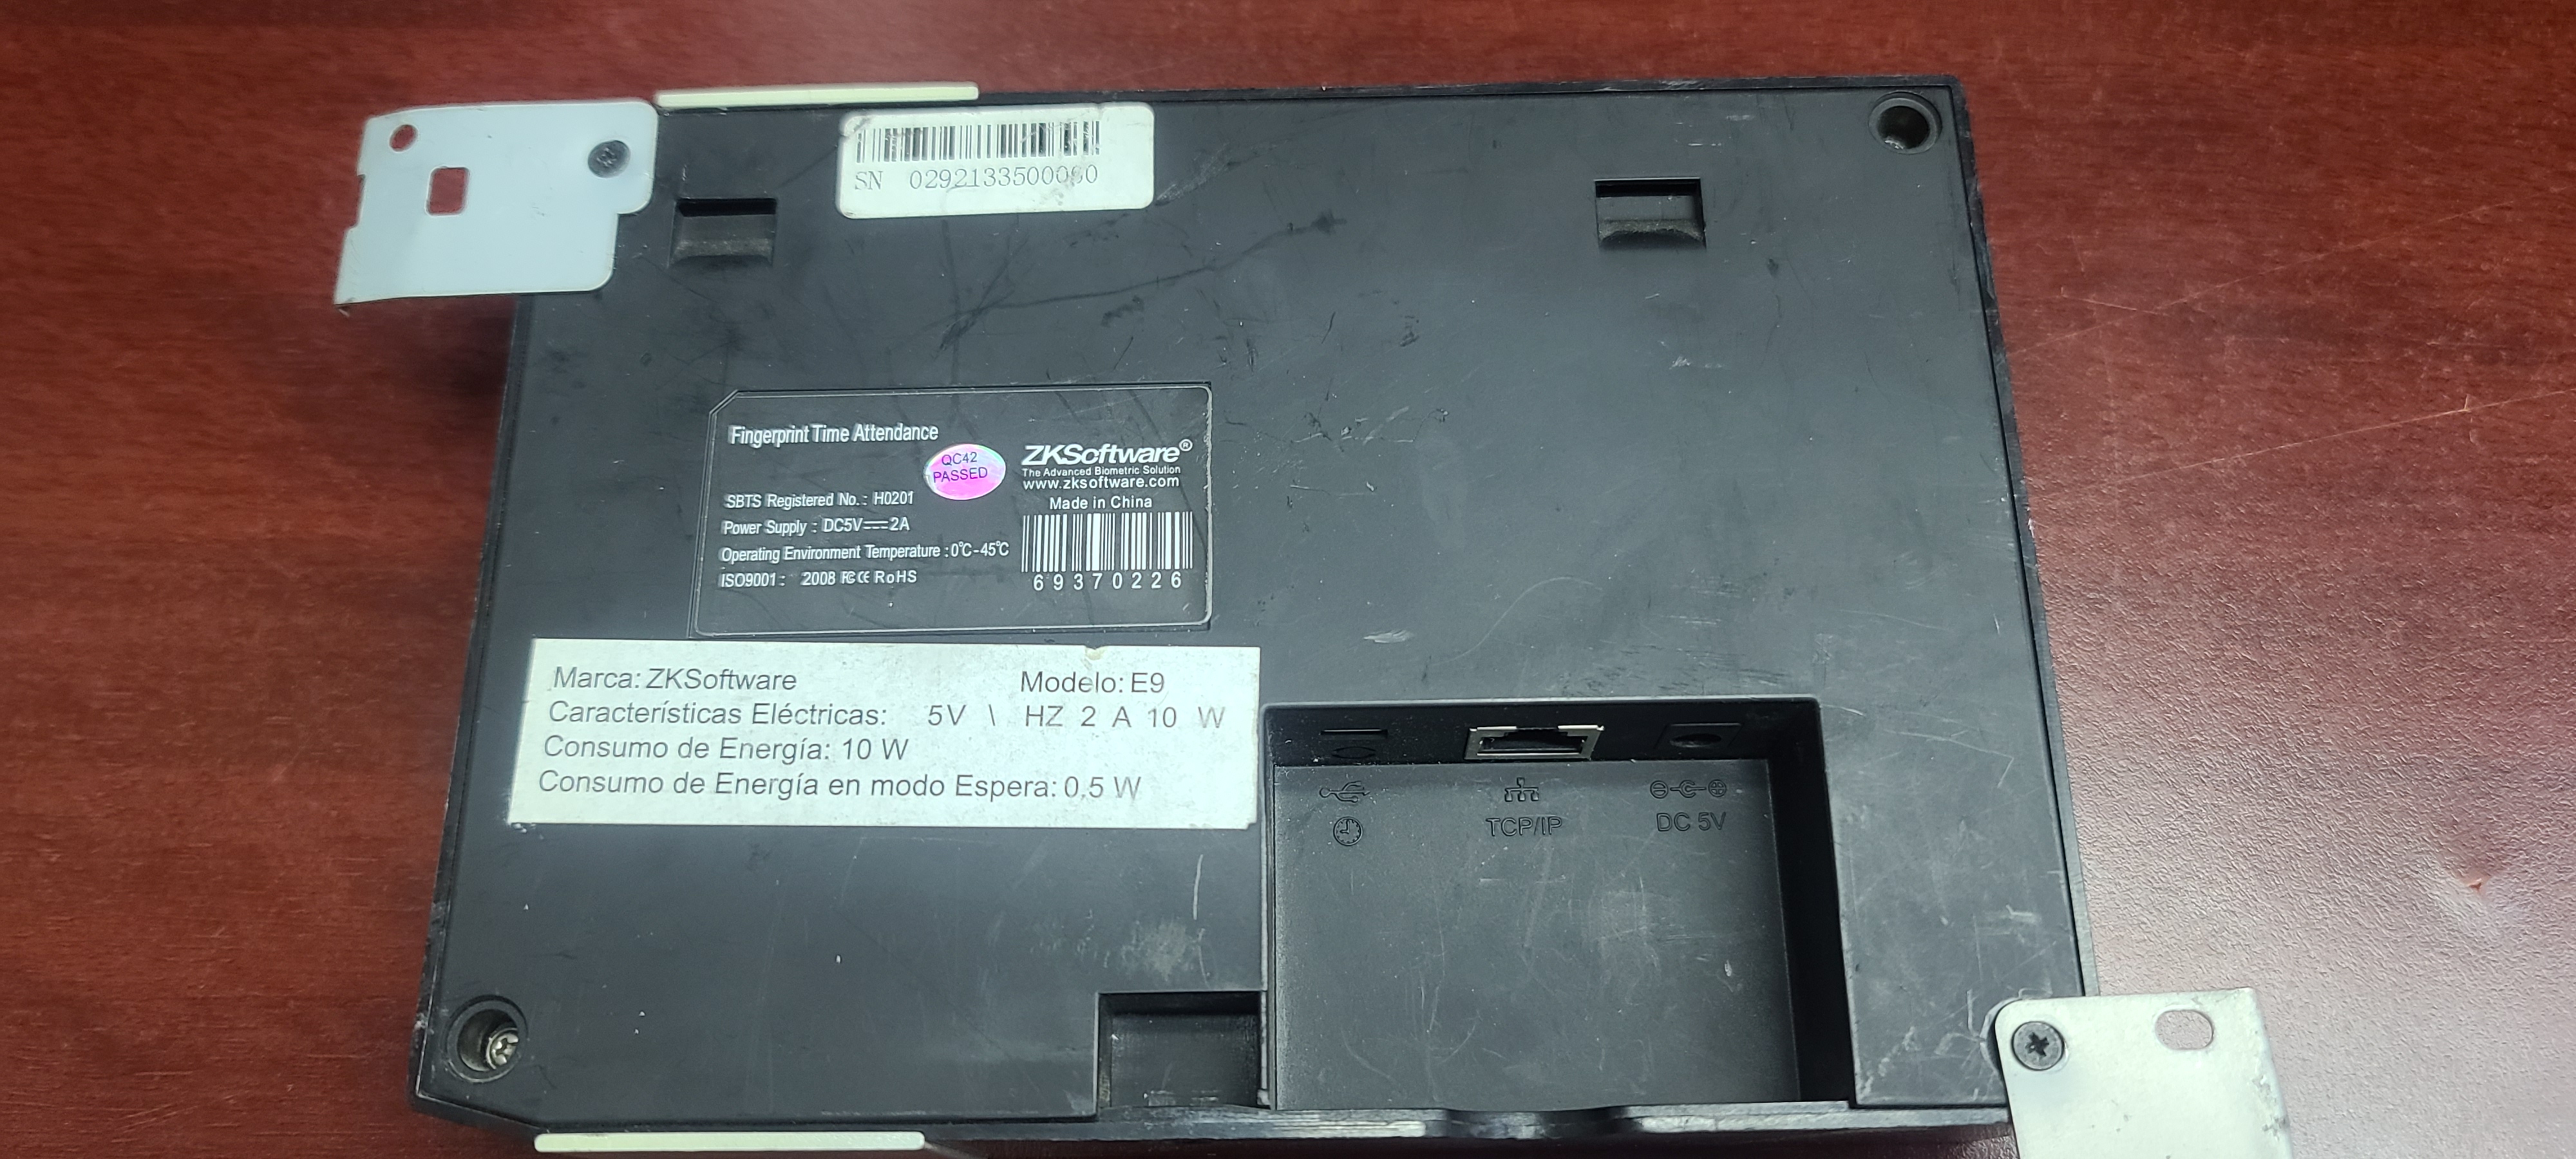 SN 0292133500060
Fingerprint Time Attendance
QC42
PASSED
ZKSoftware®
The Advanced Biometric Solution
www.zksoftware.com
Made in China
SBTS Registered No.: H0201
Power Supply : DC5V⎓2A
Operating Environment Temperature : 0℃-45℃
ISO9001: 2008 FC CE RoHS
69370226
Marca: ZKSoftware Modelo: E9
Características Eléctricas: 5V \ HZ 2 A 10 W
Consumo de Energía: 10 W
Consumo de Energía en modo Espera: 0.5 W
TCP/IP
DC 5V